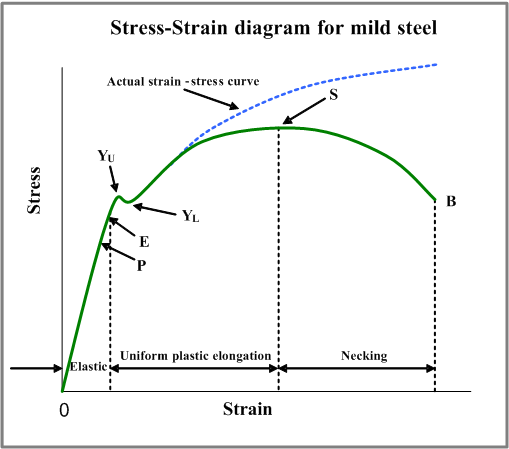 Stress-Strain diagram for mild steel
Actual strain -stress curve
S
YU
Stress
YL
B
E
P
Elastic
Uniform plastic elongation
Necking
0
Strain